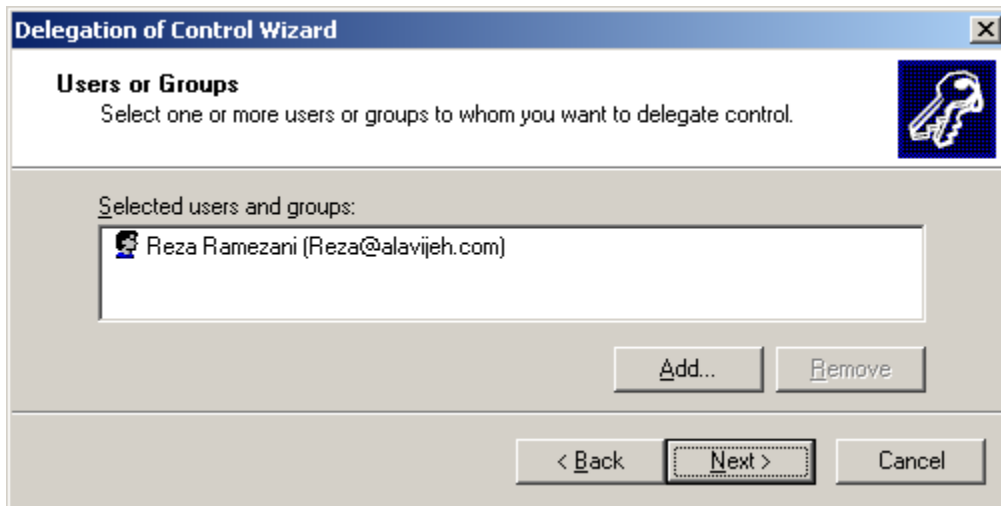 Delegation of Control Wizard
Users or Groups
Select one or more users or groups to whom you want to delegate control.
Selected users and groups:
Reza Ramezani (Reza@alavijeh.com)
Add...
Remove
< Back
Next >
Cancel